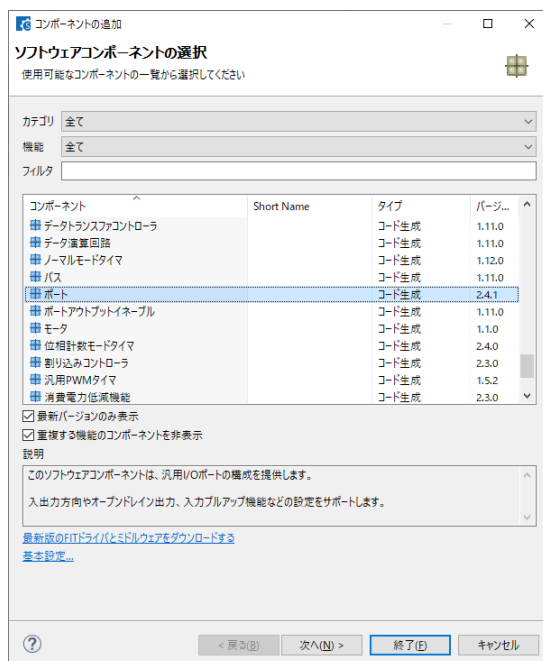 コンポーネントの追加
ソフトウェアコンポーネントの選択
使用可能なコンポーネントの一覧から選択してください
カテゴリ 全て
機能 全て
フィルタ
コンポーネント Short Name タイプ バージ...
データトランスファコントローラ コード生成 1.11.0
データ演算回路 コード生成 1.11.0
ノーマルモードタイマ コード生成 1.12.0
バス コード生成 1.11.0
ポート コード生成 2.4.1
ポートアウトプットイネーブル コード生成 1.11.0
モータ コード生成 1.1.0
位相計数モードタイマ コード生成 2.4.0
割り込みコントローラ コード生成 2.3.0
汎用PWMタイマ コード生成 1.5.2
消費電力低減機能 コード生成 2.3.0
最新バージョンのみ表示
重複する機能のコンポーネントを非表示
説明
このソフトウェアコンポーネントは、汎用I/Oポートの構成を提供します。
入出力方向やオープンドレイン出力、入力プルアップ機能などの設定をサポートします。
最新版のFITドライバとミドルウェアをダウンロードする
基本設定...
? < 戻る(B) 次へ(N) > 終了(F) キャンセル